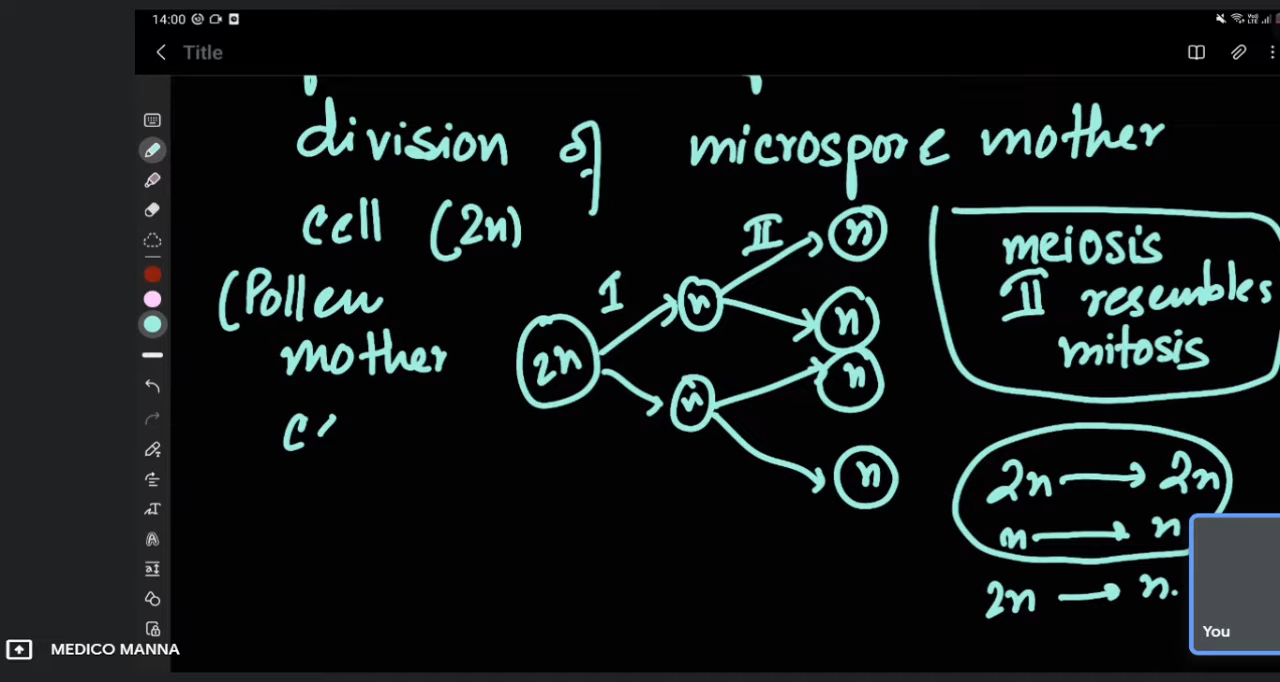 14:00
Title
division of microspore mother
cell (2n)
(Pollen
mother
c
I
II
2n
n
n
n
n
n
n
meiosis
II resembles
mitosis
2n → 2n
n → n
2n → n.
You
MEDICO MANNA